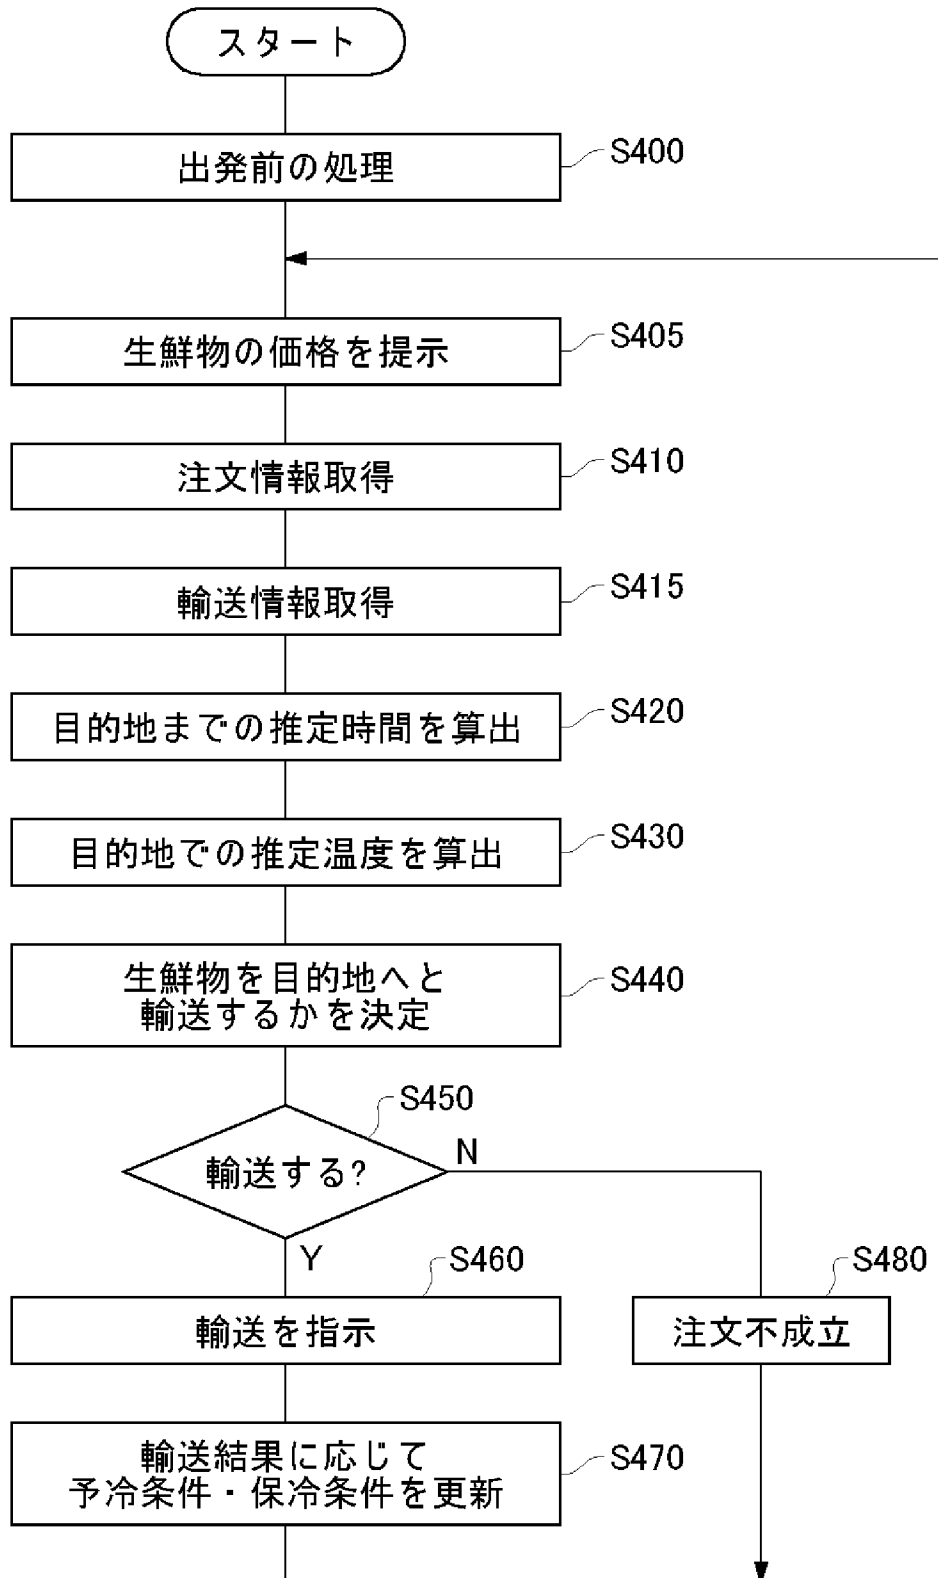 スタート
出発前の処理
S400
生鮮物の価格を提示
S405
注文情報取得
S410
輸送情報取得
S415
目的地までの推定時間を算出
S420
目的地での推定温度を算出
S430
生鮮物を目的地へと
輸送するかを決定
S440
S450
輸送する?
N
Y
S460
輸送を指示
S480
注文不成立
輸送結果に応じて
予冷条件・保冷条件を更新
S470